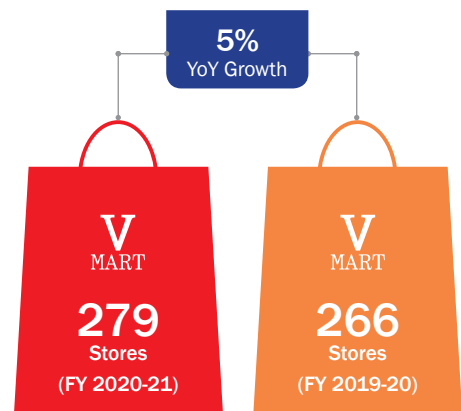 5%
YoY Growth
V
MART
279
Stores
(FY 2020-21)
V
MART
266
Stores
(FY 2019-20)